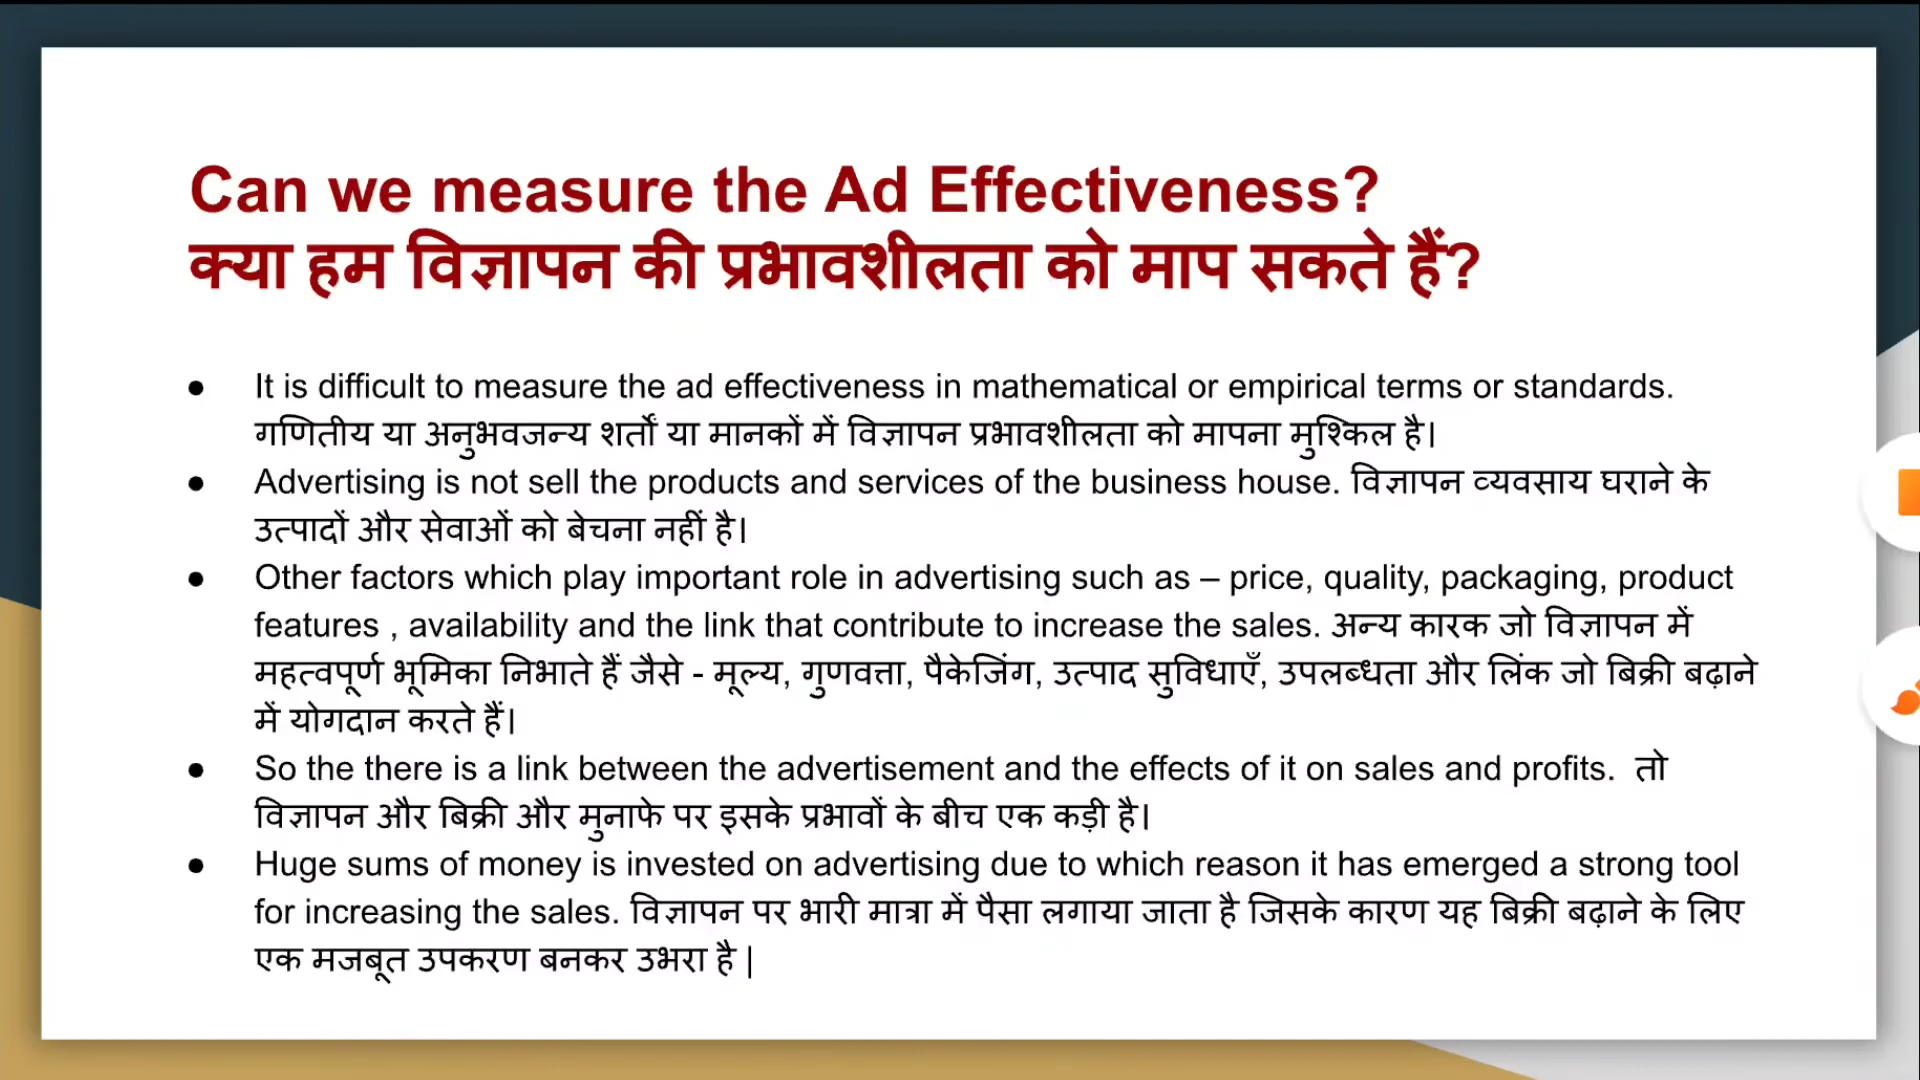 Can we measure the Ad Effectiveness?
क्या हम विज्ञापन की प्रभावशीलता को माप सकते हैं?
● It is difficult to measure the ad effectiveness in mathematical or empirical terms or standards.
गणितीय या अनुभवजन्य शर्तों या मानकों में विज्ञापन प्रभावशीलता को मापना मुश्किल है।
● Advertising is not sell the products and services of the business house. विज्ञापन व्यवसाय घराने के
उत्पादों और सेवाओं को बेचना नहीं है।
● Other factors which play important role in advertising such as – price, quality, packaging, product
features , availability and the link that contribute to increase the sales. अन्य कारक जो विज्ञापन में
महत्वपूर्ण भूमिका निभाते हैं जैसे - मूल्य, गुणवत्ता, पैकेजिंग, उत्पाद सुविधाएँ, उपलब्धता और लिंक जो बिक्री बढ़ाने
में योगदान करते हैं।
● So the there is a link between the advertisement and the effects of it on sales and profits. तो
विज्ञापन और बिक्री और मुनाफे पर इसके प्रभावों के बीच एक कड़ी है।
● Huge sums of money is invested on advertising due to which reason it has emerged a strong tool
for increasing the sales. विज्ञापन पर भारी मात्रा में पैसा लगाया जाता है जिसके कारण यह बिक्री बढ़ाने के लिए
एक मजबूत उपकरण बनकर उभरा है |